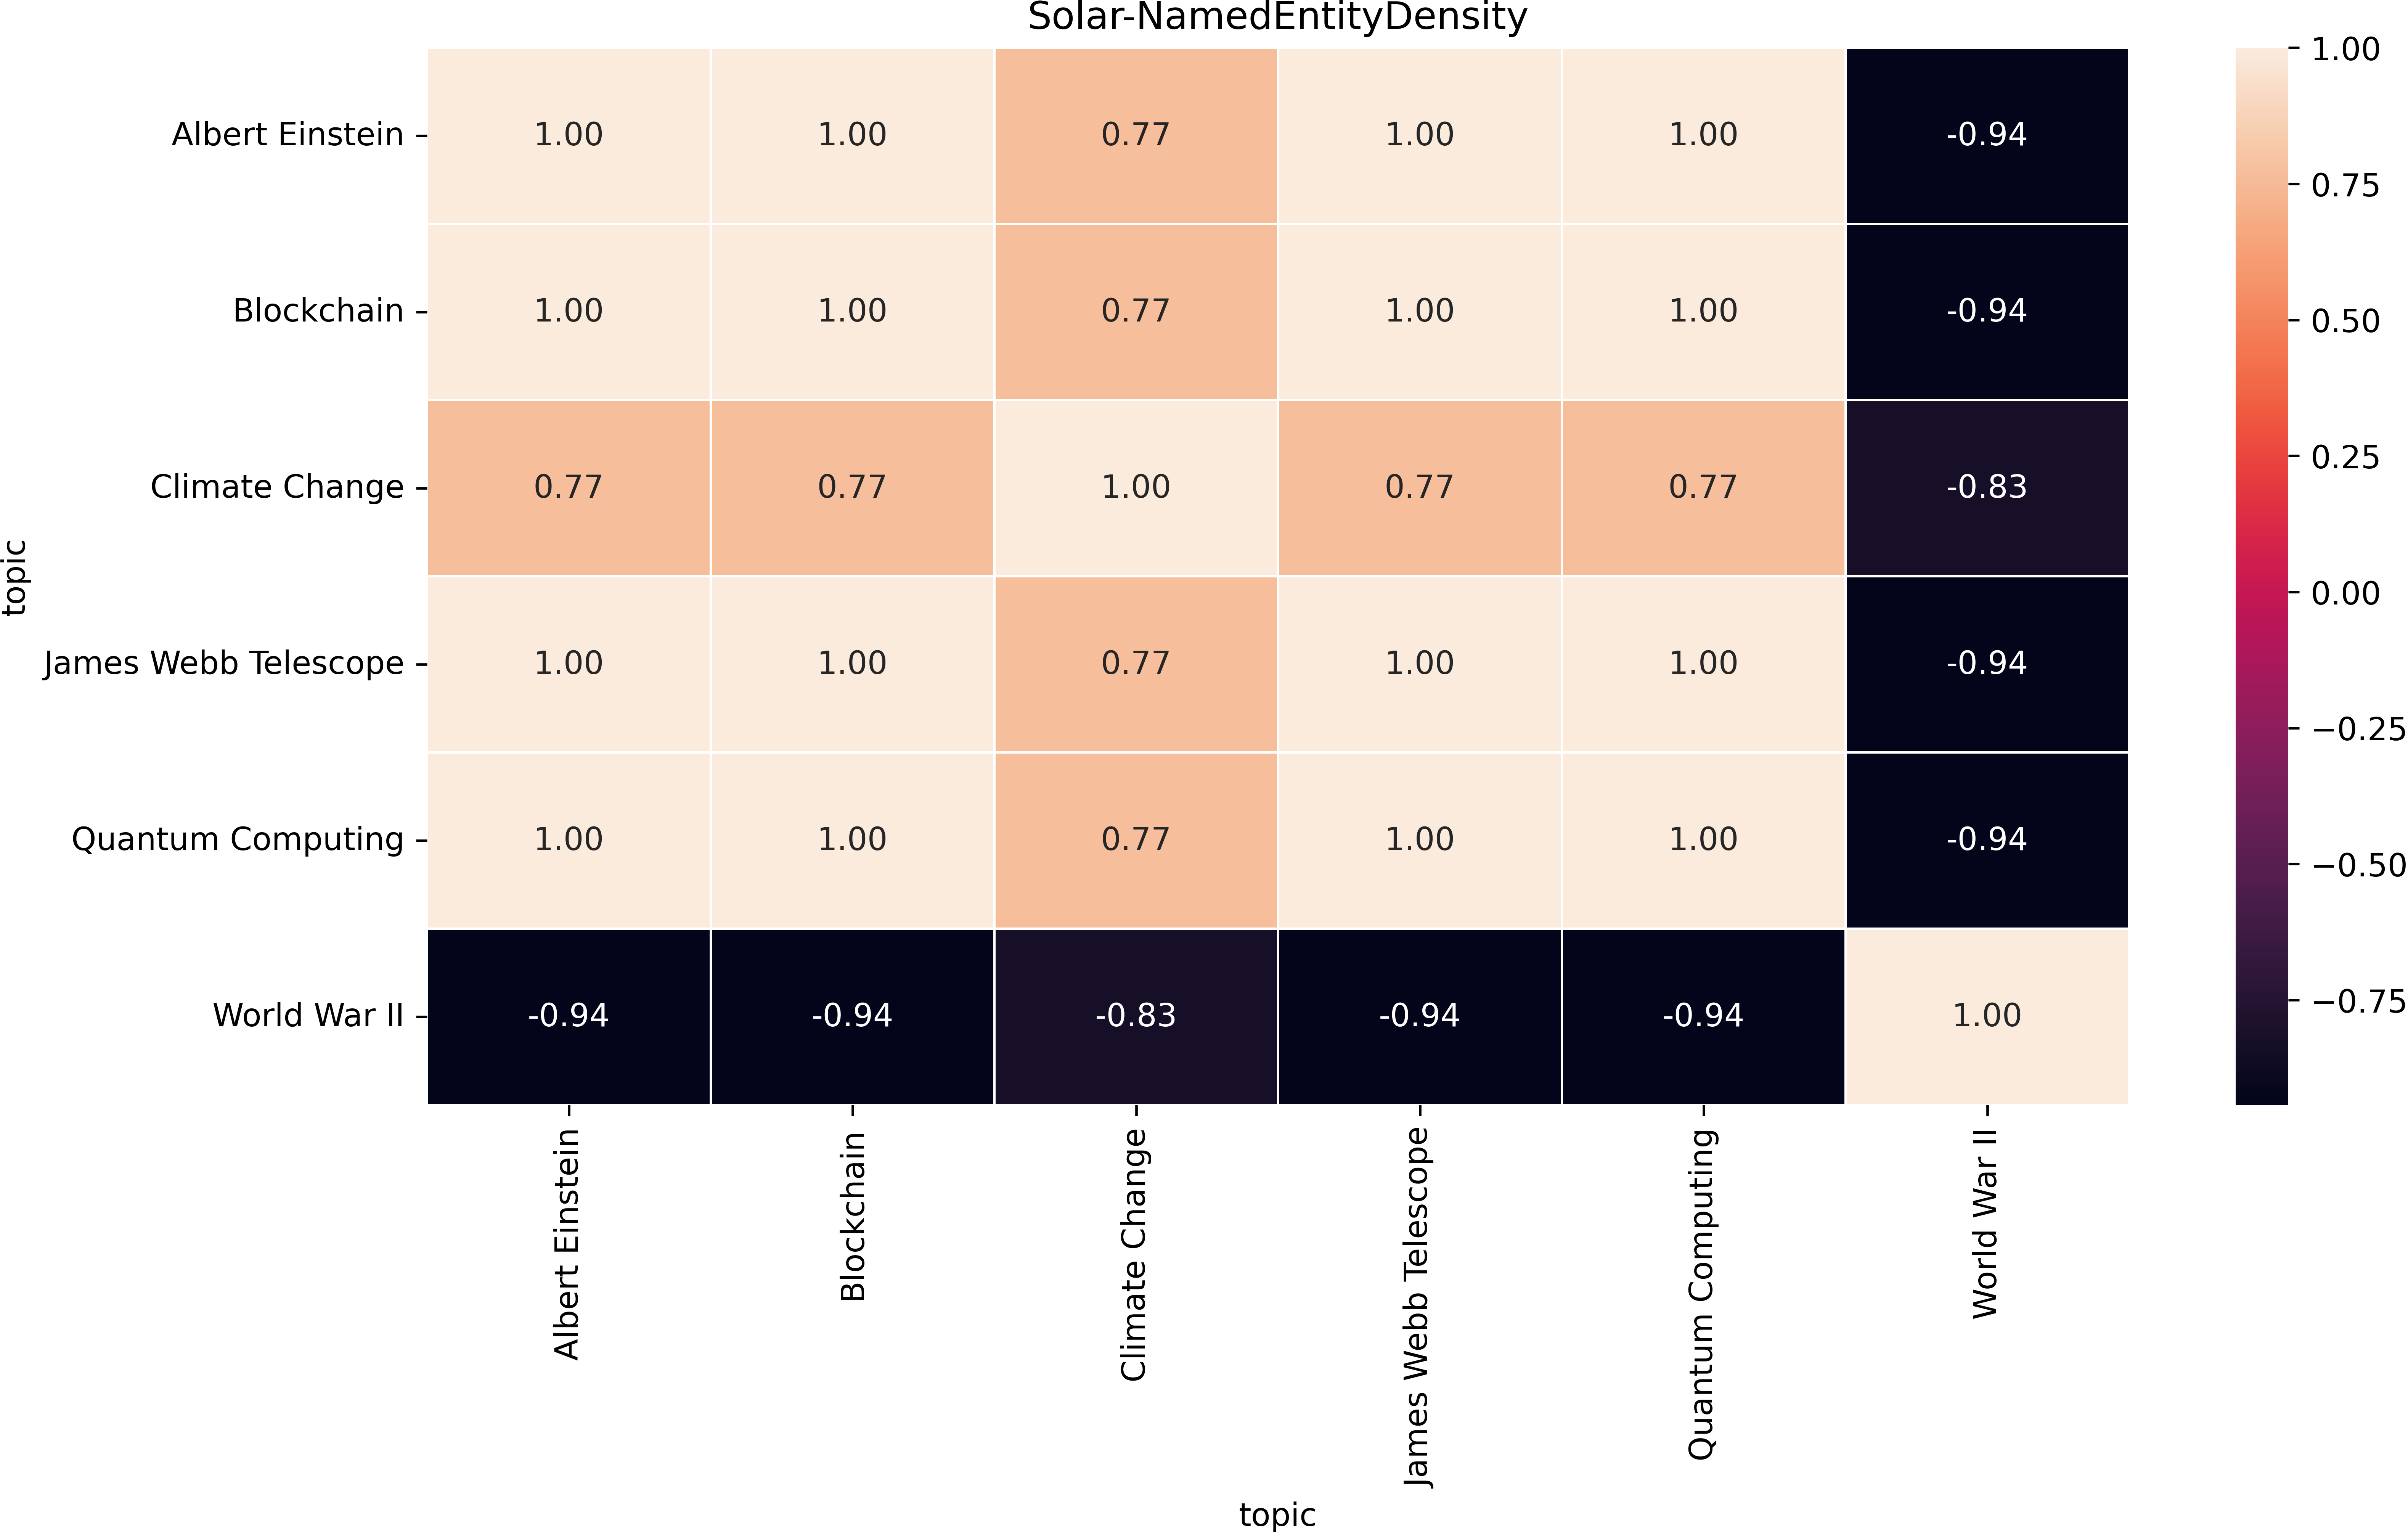 Solar-NamedEntityDensity
Albert Einstein 1.00 1.00 0.77 1.00 1.00 -0.94
Blockchain 1.00 1.00 0.77 1.00 1.00 -0.94
Climate Change 0.77 0.77 1.00 0.77 0.77 -0.83
James Webb Telescope 1.00 1.00 0.77 1.00 1.00 -0.94
Quantum Computing 1.00 1.00 0.77 1.00 1.00 -0.94
World War II -0.94 -0.94 -0.83 -0.94 -0.94 1.00
topic
Albert Einstein
Blockchain
Climate Change
James Webb Telescope
Quantum Computing
World War II
topic
1.00
0.75
0.50
0.25
0.00
−0.25
−0.50
−0.75